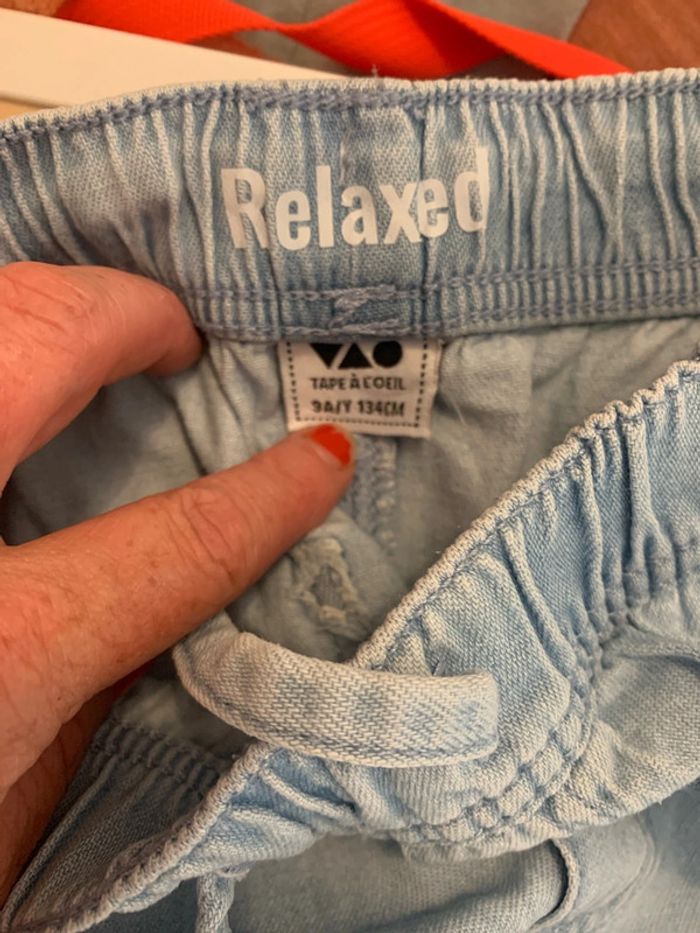 Relaxed
TAPE À L'OEIL
9A/Y 134CM